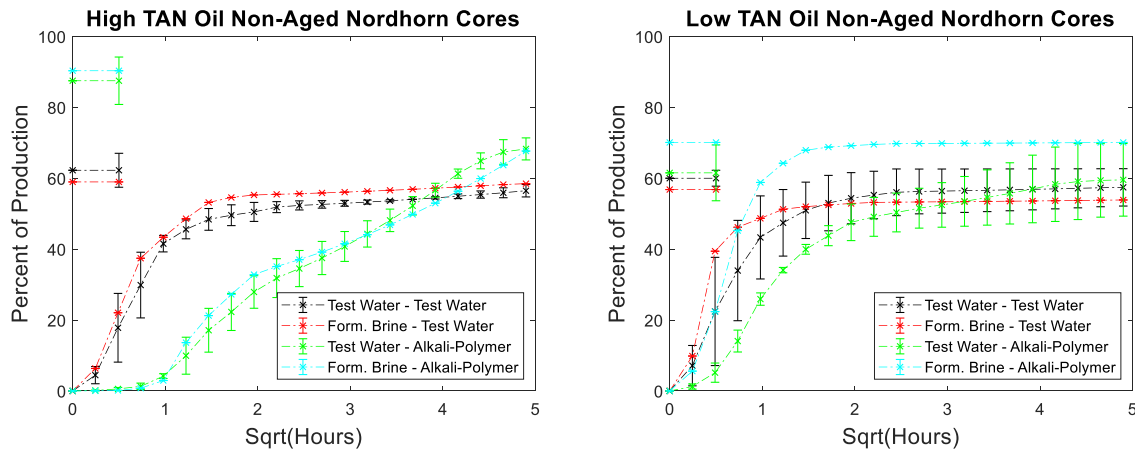 High TAN Oil Non-Aged Nordhorn Cores
Percent of Production
100
80
60
40
20
0
0 1 2 3 4 5
Sqrt(Hours)
Test Water - Test Water
Form. Brine - Test Water
Test Water - Alkali-Polymer
Form. Brine - Alkali-Polymer
Low TAN Oil Non-Aged Nordhorn Cores
Percent of Production
100
80
60
40
20
0
0 1 2 3 4 5
Sqrt(Hours)
Test Water - Test Water
Form. Brine - Test Water
Test Water - Alkali-Polymer
Form. Brine - Alkali-Polymer